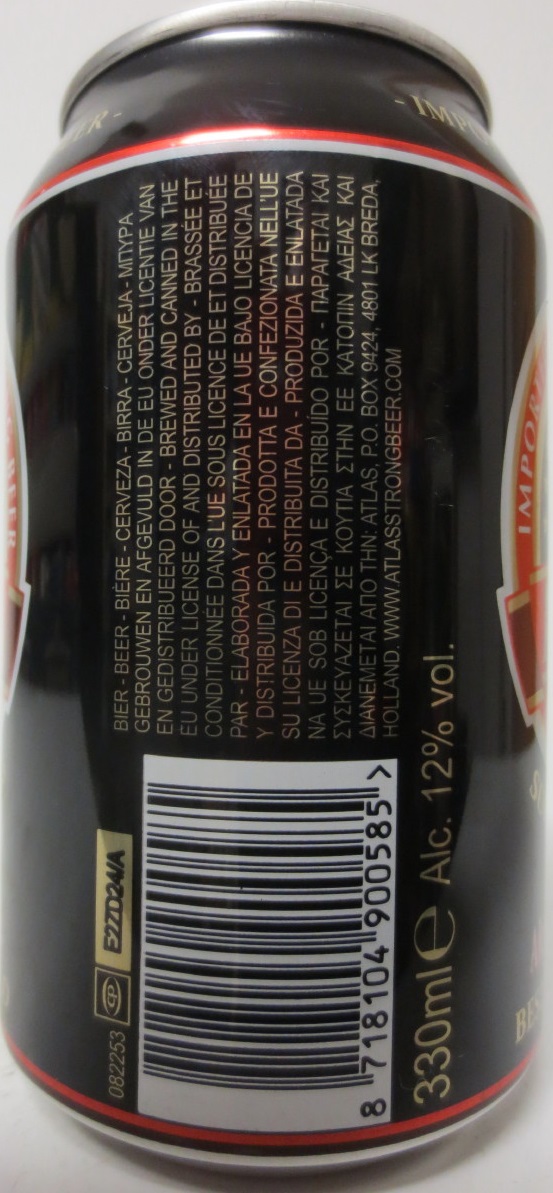 BIER - BEER - BIÈRE - CERVEZA - BIRRA - CERVEJA - ΜΠΥΡΑ
GEBROUWEN EN AFGEVULD IN DE EU ONDER LICENTIE VAN
EN GEDISTRIBUEERD DOOR - BREWED AND CANNED IN THE
EU UNDER LICENSE OF AND DISTRIBUTED BY - BRASSÉE ET
CONDITIONNÉE DANS L'UE SOUS LICENCE DE ET DISTRIBUÉE
PAR - ELABORADA Y ENLATADA EN LA UE BAJO LICENCIA DE
Y DISTRIBUIDA POR - PRODOTTA E CONFEZIONATA NELL'UE
SU LICENZA DI E DISTRIBUITA DA - PRODUZIDA E ENLATADA
NA UE SOB LICENÇA E DISTRIBUÍDO POR - ΠΑΡΑΓΕΤΑΙ ΚΑΙ
ΣΥΣΚΕΥΑΖΕΤΑΙ ΣΕ ΚΟΥΤΙΑ ΣΤΗΝ ΕΕ ΚΑΤΟΠΙΝ ΑΔΕΙΑΣ ΚΑΙ
ΔΙΑΝΕΜΕΤΑΙ ΑΠΟ ΤΗΝ: ATLAS, P.O. BOX 9424, 4801 LK BREDA,
HOLLAND. WWW.ATLASSTRONGBEER.COM
082253
E27D24/A
8 718104 900585 >
330ml e Alc. 12% vol.